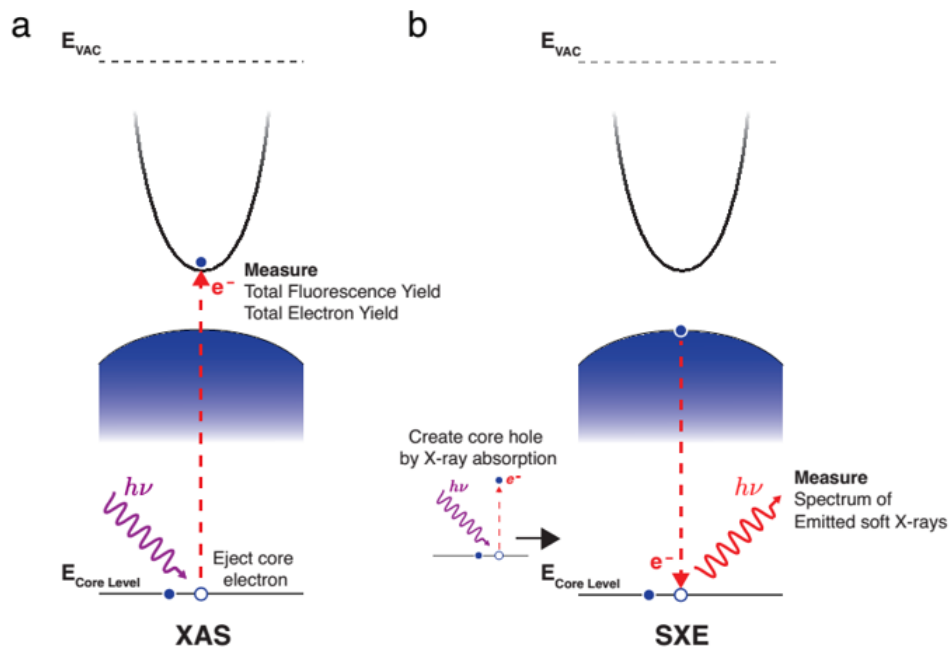 a
E_VAC
Measure
e⁻
Total Fluorescence Yield
Total Electron Yield
hν
Eject core
electron
E_Core Level
XAS
b
E_VAC
Create core hole
by X-ray absorption
hν
e⁻
hν
Measure
Spectrum of
Emitted soft X-rays
e⁻
E_Core Level
SXE